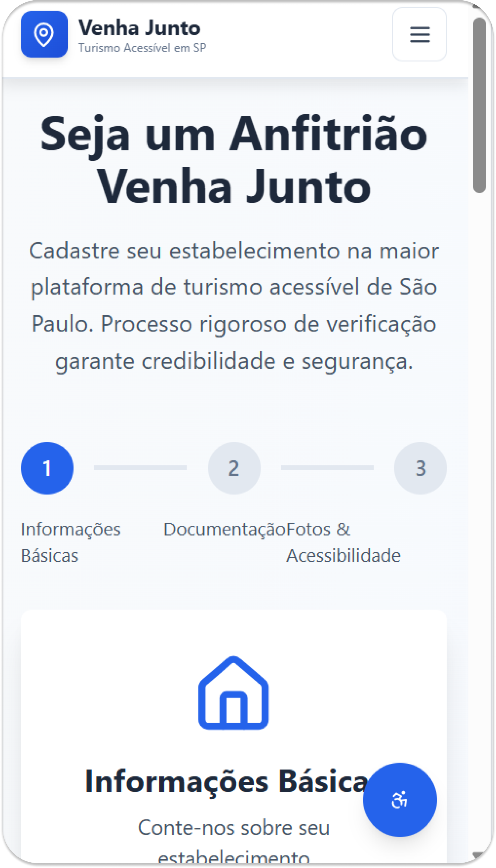 Venha Junto
Turismo Acessível em SP
Seja um Anfitrião
Venha Junto
Cadastre seu estabelecimento na maior
plataforma de turismo acessível de São
Paulo. Processo rigoroso de verificação
garante credibilidade e segurança.
1
2
3
Informações
Básicas
Documentação
Fotos &
Acessibilidade
Informações Básica
Conte-nos sobre seu
estabelecimento